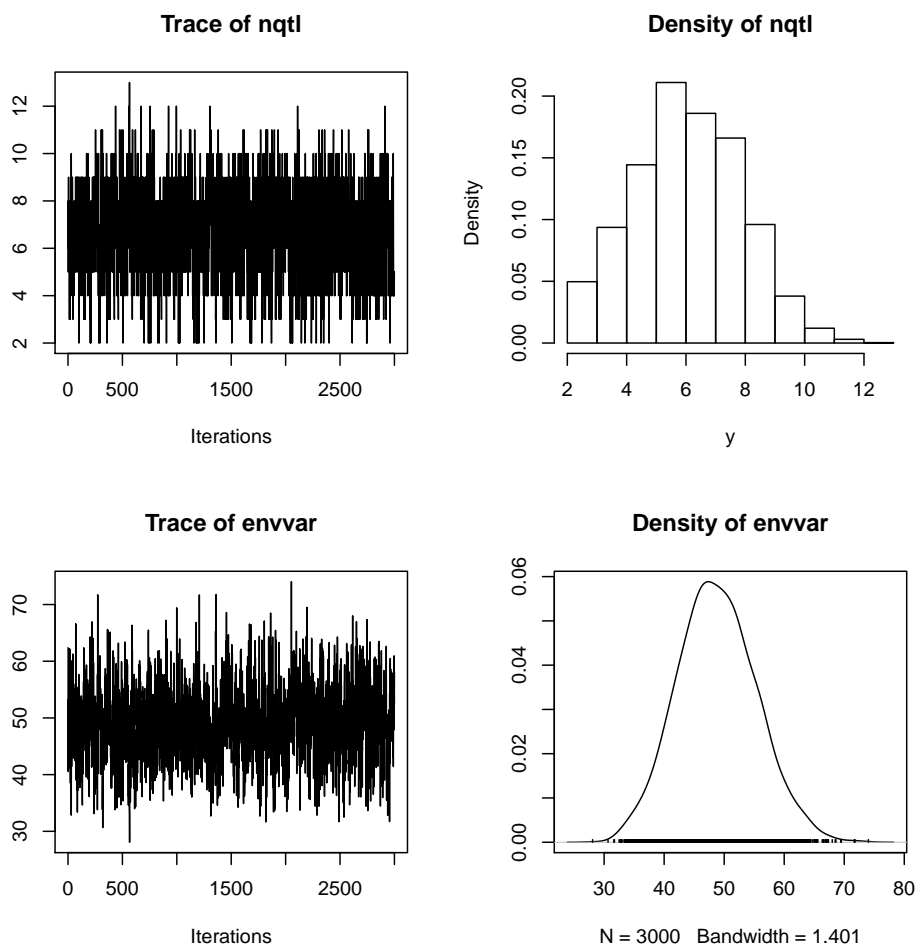 Trace of nqtl
2 4 6 8 10 12
0 500 1500 2500
Iterations
Density of nqtl
Density
0.00 0.05 0.10 0.15 0.20
2 4 6 8 10 12
y
Trace of envvar
30 40 50 60 70
0 500 1500 2500
Iterations
Density of envvar
0.00 0.02 0.04 0.06
30 40 50 60 70 80
N = 3000 Bandwidth = 1.401